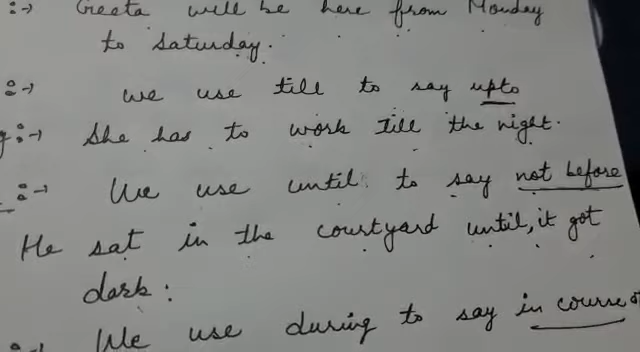 :→ Geeta will be here from Monday
to Saturday.
:→ We use till to say upto
g:→ She has to work till the night.
:→ We use until to say not before
He sat in the courtyard until, it got
dark:
:→ We use during to say in course of